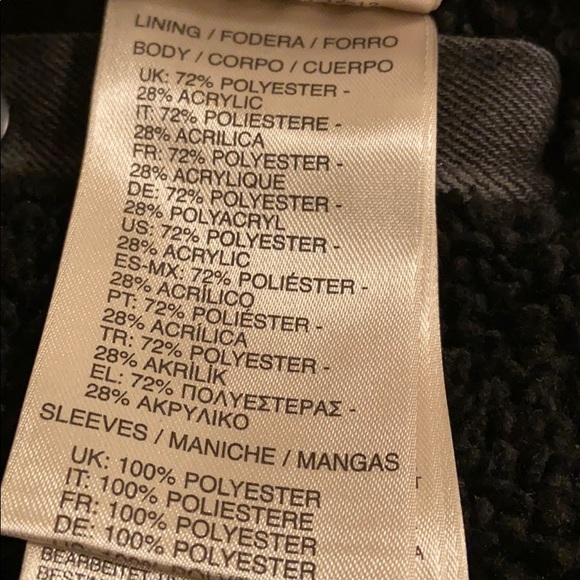 LINING / FODERA / FORRO
BODY / CORPO / CUERPO
UK: 72% POLYESTER -
28% ACRYLIC
IT: 72% POLIESTERE -
28% ACRILICA
FR: 72% POLYESTER -
28% ACRYLIQUE
DE: 72% POLYESTER -
28% POLYACRYL
US: 72% POLYESTER -
28% ACRYLIC
ES-MX: 72% POLIÉSTER -
28% ACRÍLICO
PT: 72% POLIÉSTER -
28% ACRÍLICA
TR: 72% POLYESTER -
28% AKRİLİK
EL: 72% ΠΟΛΥΕΣΤΕΡΑΣ -
28% ΑΚΡΥΛΙΚΟ
SLEEVES / MANICHE / MANGAS
UK: 100% POLYESTER
IT: 100% POLIESTERE
FR: 100% POLYESTER
DE: 100% POLYESTER